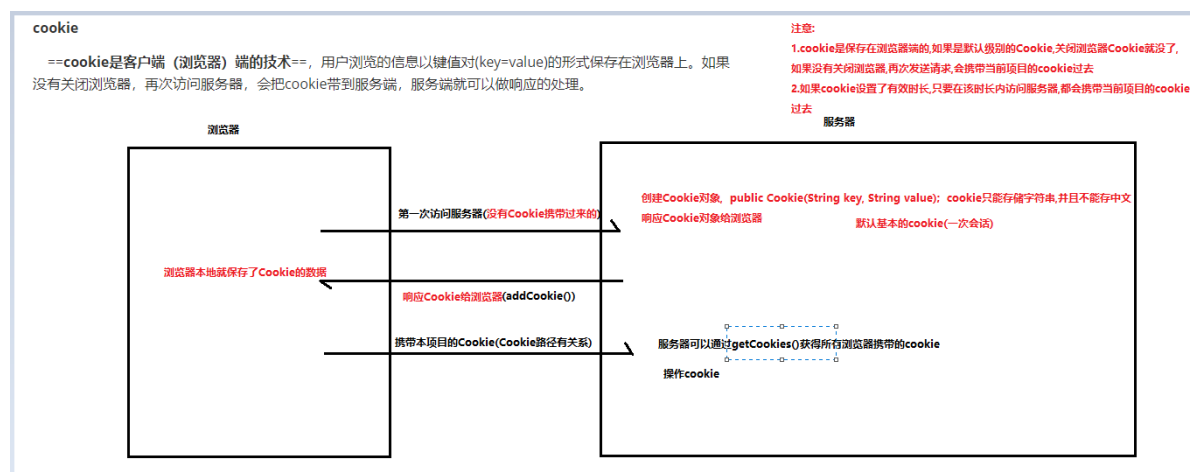 cookie
==cookie是客户端（浏览器）端的技术==，用户浏览的信息以键值对(key=value)的形式保存在浏览器上。如果
没有关闭浏览器，再次访问服务器，会把cookie带到服务端，服务端就可以做响应的处理。
注意:
1.cookie是保存在浏览器端的,如果是默认级别的Cookie,关闭浏览器Cookie就没了,
如果没有关闭浏览器,再次发送请求,会携带当前项目的cookie过去
2.如果cookie设置了有效时长,只要在该时长内访问服务器,都会携带当前项目的cookie
过去
浏览器
服务器
创建Cookie对象, public Cookie(String key, String value); cookie只能存储字符串,并且不能存中文
第一次访问服务器(没有Cookie携带过来的)
响应Cookie对象给浏览器
默认基本的cookie(一次会话)
浏览器本地就保存了Cookie的数据
响应Cookie给浏览器(addCookie())
携带本项目的Cookie(Cookie路径有关系)
服务器可以通过getCookies()获得所有浏览器携带的cookie
操作cookie